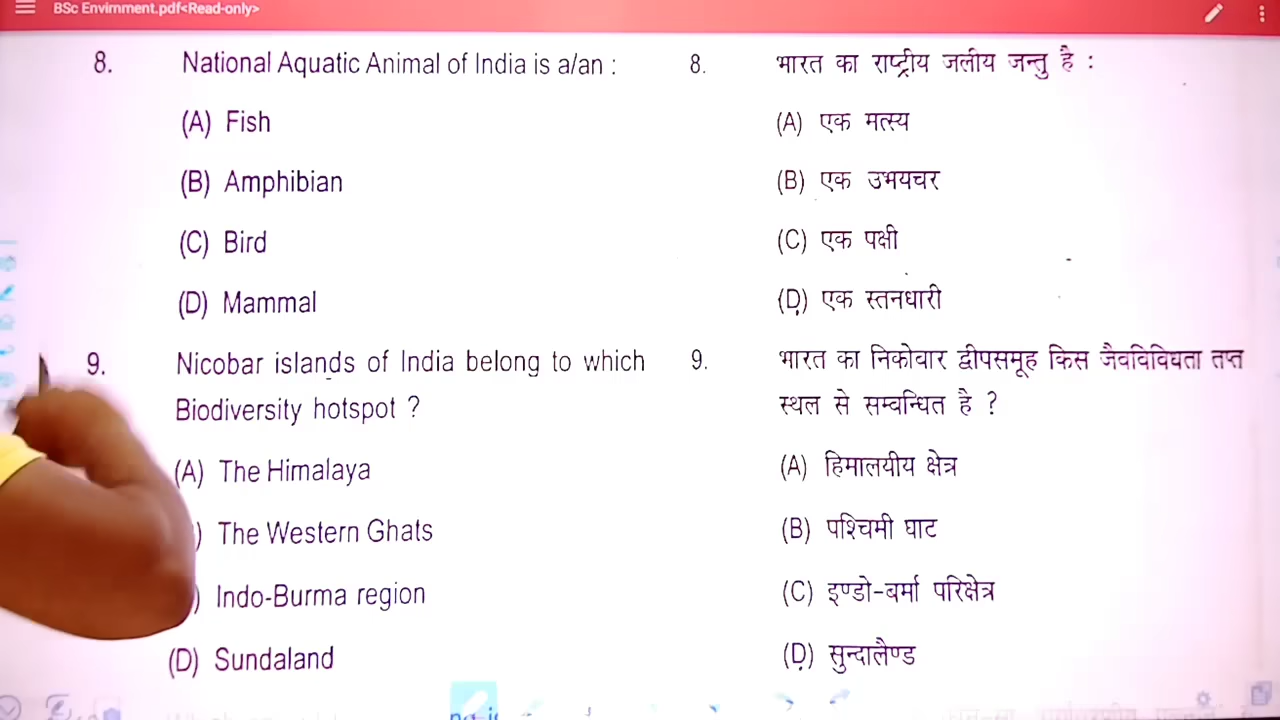 BSc Envirnment.pdf<Read-only>
8. National Aquatic Animal of India is a/an :
(A) Fish
(B) Amphibian
(C) Bird
(D) Mammal
9. Nicobar islands of India belong to which
Biodiversity hotspot ?
(A) The Himalaya
) The Western Ghats
) Indo-Burma region
(D) Sundaland
8. भारत का राष्ट्रीय जलीय जन्तु है :
(A) एक मत्स्य
(B) एक उभयचर
(C) एक पक्षी
(D) एक स्तनधारी
9. भारत का निकोवार द्वीपसमूह किस जैवविविधता तप्त
स्थल से सम्बन्धित है ?
(A) हिमालयीय क्षेत्र
(B) पश्चिमी घाट
(C) इण्डो-बर्मा परिक्षेत्र
(D) सुन्दालैण्ड